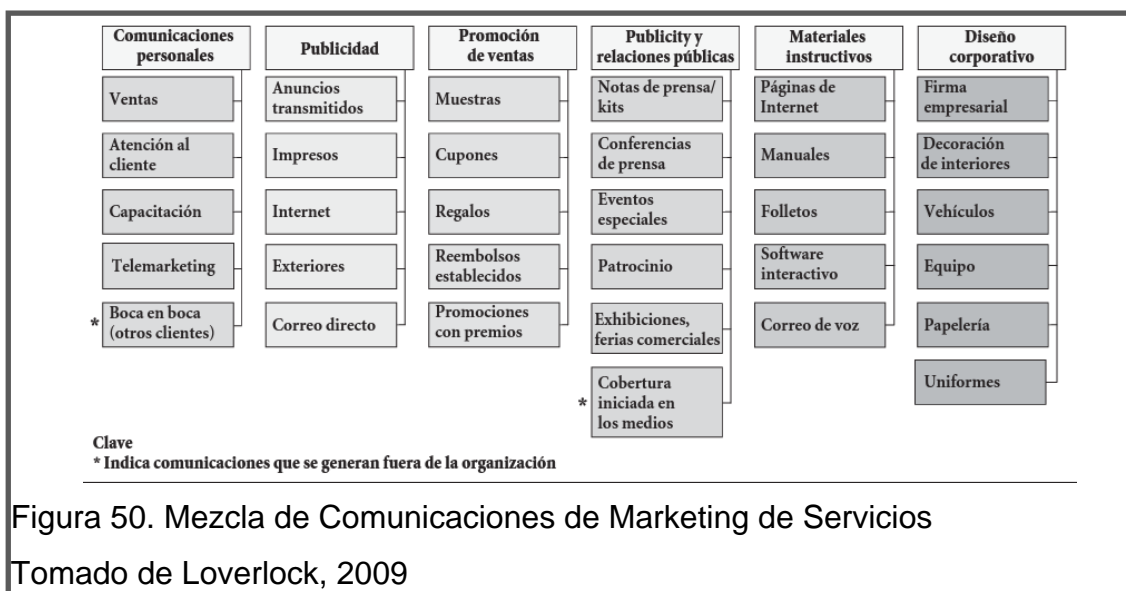 Comunicaciones
personales
Ventas
Atención al
cliente
Capacitación
Telemarketing
* Boca en boca
(otros clientes)
Publicidad
Anuncios
transmitidos
Impresos
Internet
Exteriores
Correo directo
Promoción
de ventas
Muestras
Cupones
Regalos
Reembolsos
establecidos
Promociones
con premios
Publicity y
relaciones públicas
Notas de prensa/
kits
Conferencias
de prensa
Eventos
especiales
Patrocinio
Exhibiciones,
ferias comerciales
Cobertura
* iniciada en
los medios
Materiales
instructivos
Páginas de
Internet
Manuales
Folletos
Software
interactivo
Correo de voz
Diseño
corporativo
Firma
empresarial
Decoración
de interiores
Vehículos
Equipo
Papelería
Uniformes
Clave
* Indica comunicaciones que se generan fuera de la organización
Figura 50. Mezcla de Comunicaciones de Marketing de Servicios
Tomado de Loverlock, 2009